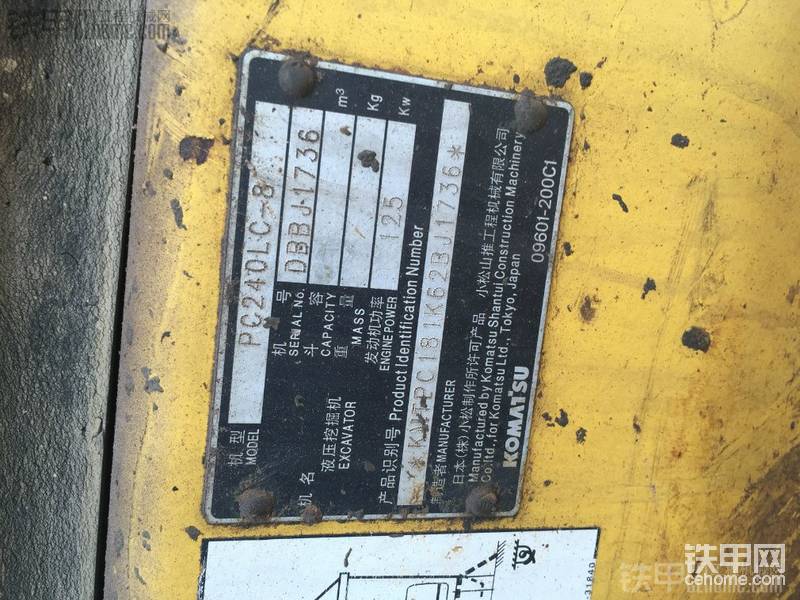 机型 MODEL PC240LC-8
机号 SERIAL No. DBBJ1736
机名 液压挖掘机 EXCAVATOR
斗容 CAPACITY m³
重量 MASS Kg
发动机功率 ENGINE POWER 125 Kw
产品识别号 Product Identification Number
制造者 MANUFACTURER
日本(株)小松制作所许可产品 小松山推工程机械有限公司
Manufactured by Komatsu Shantui Construction Machinery
Co.ltd., for Komatsu Ltd., Tokyo, Japan
KOMATSU
09601-200C1
铁甲网
cehome.com